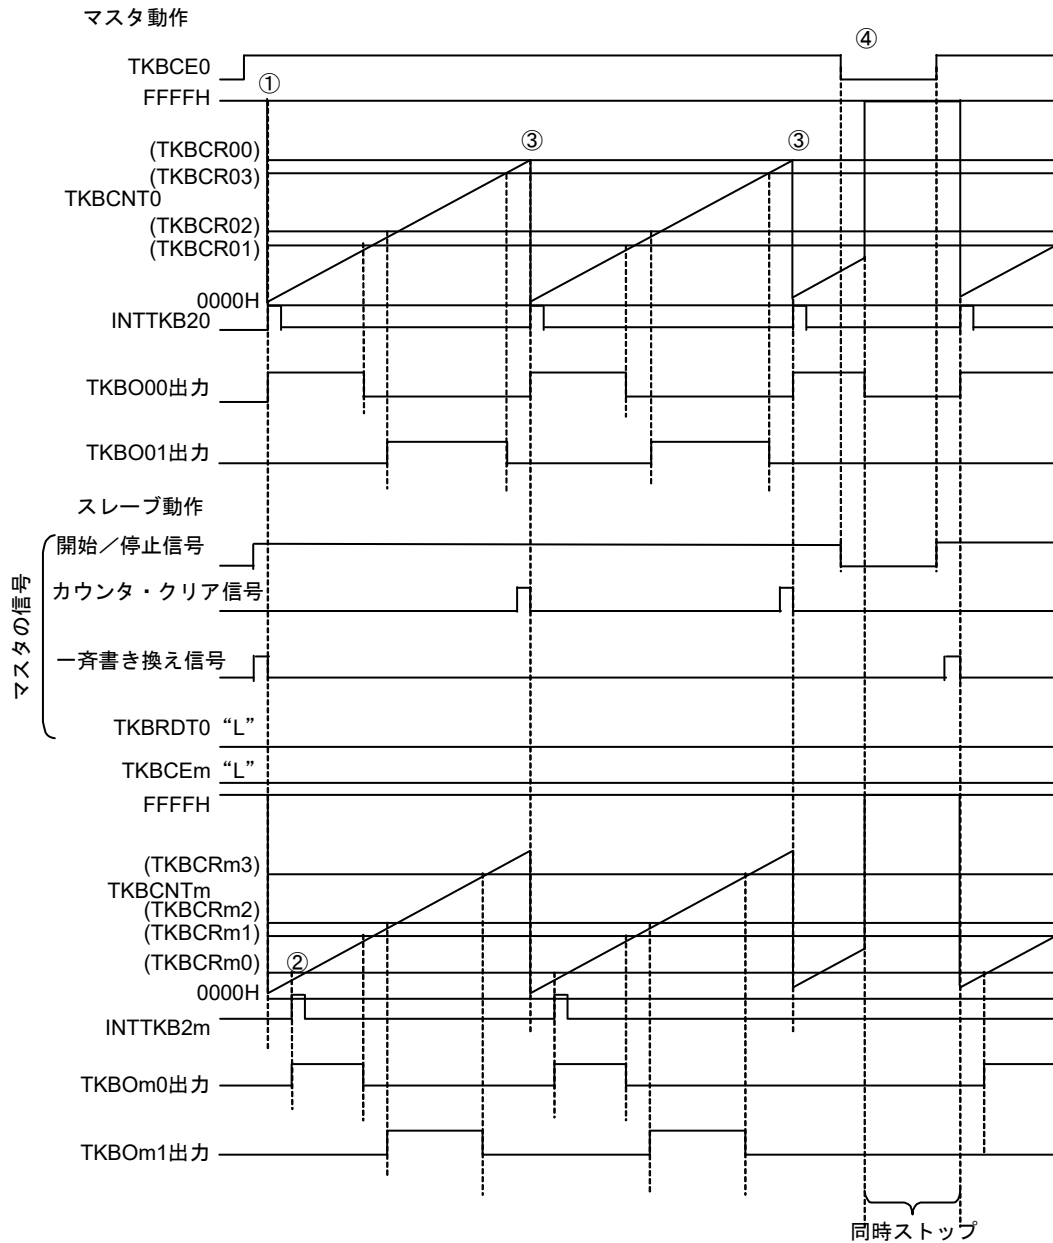 マスタ動作
④
TKBCE0
①
FFFFH
(TKBCR00)
③
③
(TKBCR03)
TKBCNT0
(TKBCR02)
(TKBCR01)
0000H
INTTKB20
TKBO00出力
TKBO01出力
スレーブ動作
マスタの信号
開始／停止信号
カウンタ・クリア信号
一斉書き換え信号
TKBRDT0 “L”
TKBCEm “L”
FFFFH
(TKBCRm3)
TKBCNTm
(TKBCRm2)
(TKBCRm1)
(TKBCRm0)
②
0000H
INTTKB2m
TKBOm0出力
TKBOm1出力
同時ストップ